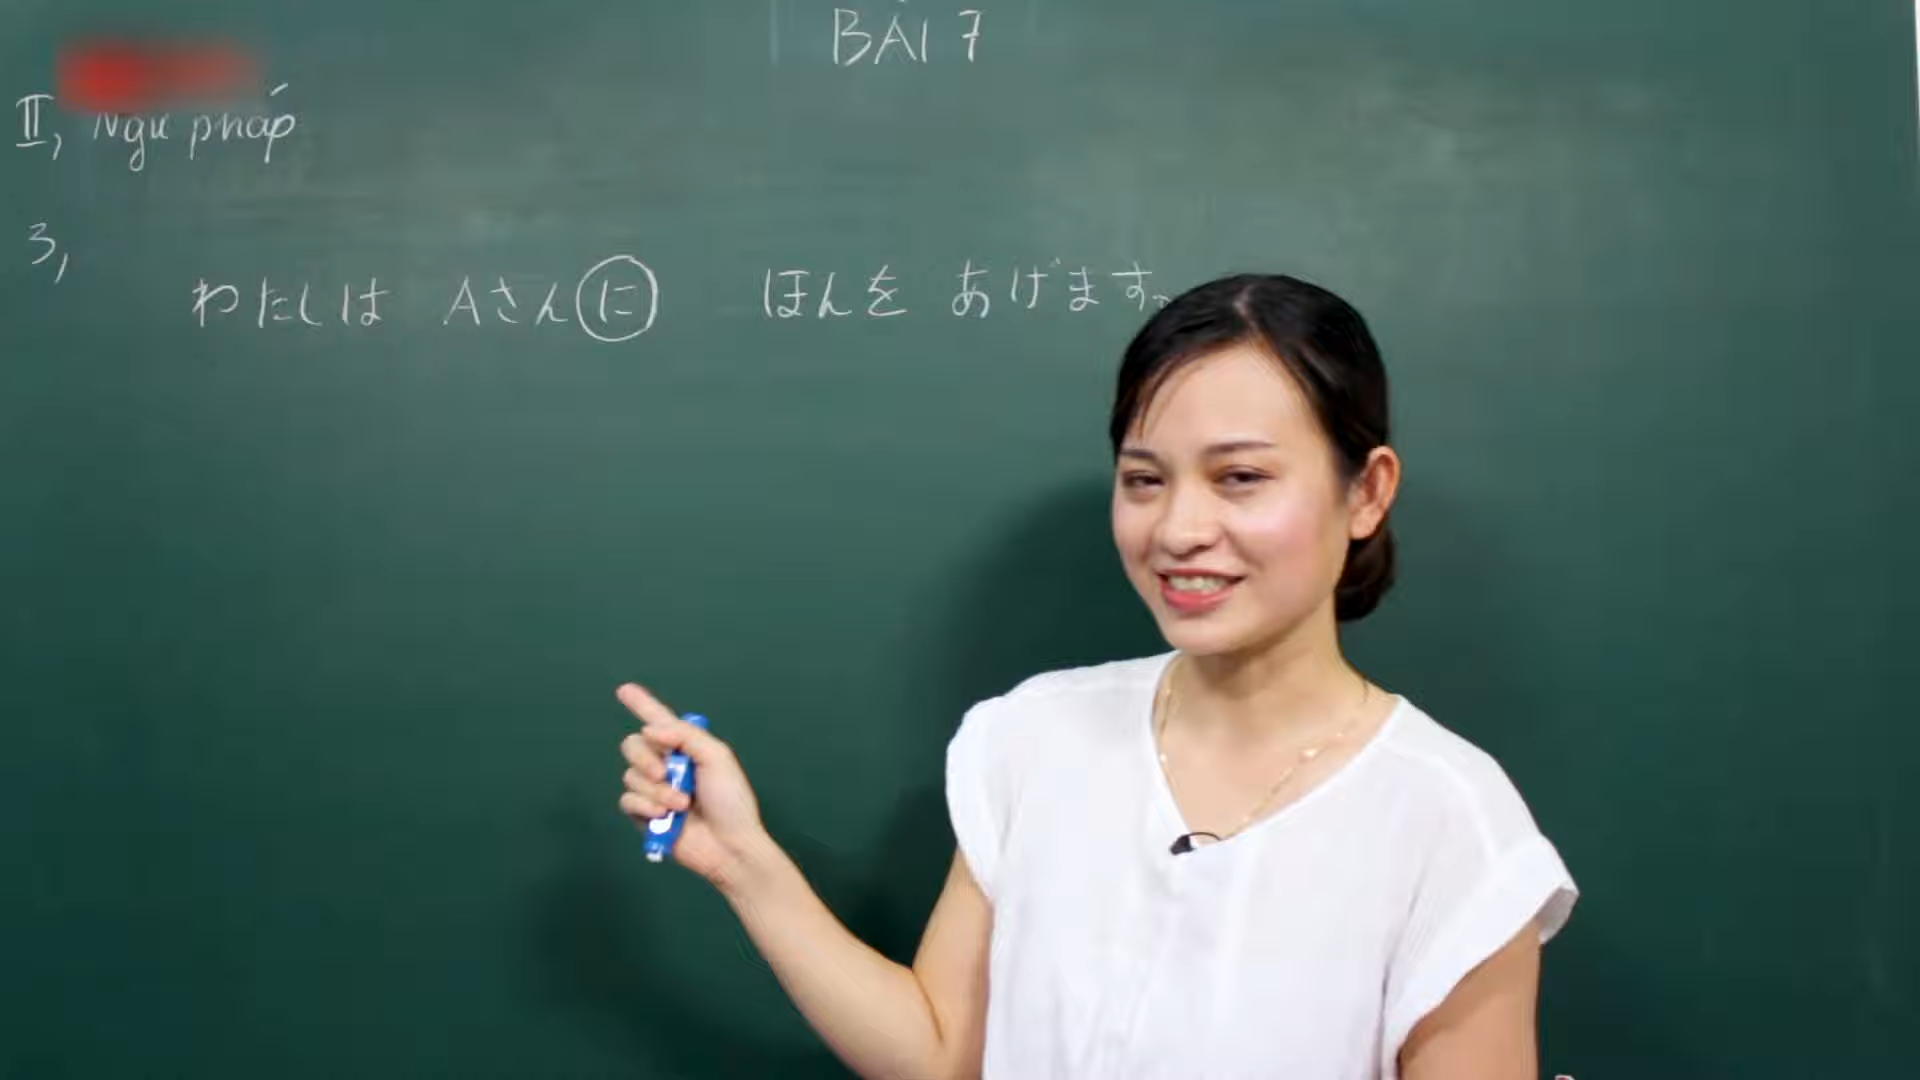 BÀI 7
II, Ngữ pháp
3,
わたしは Aさんに ほんを あげます。